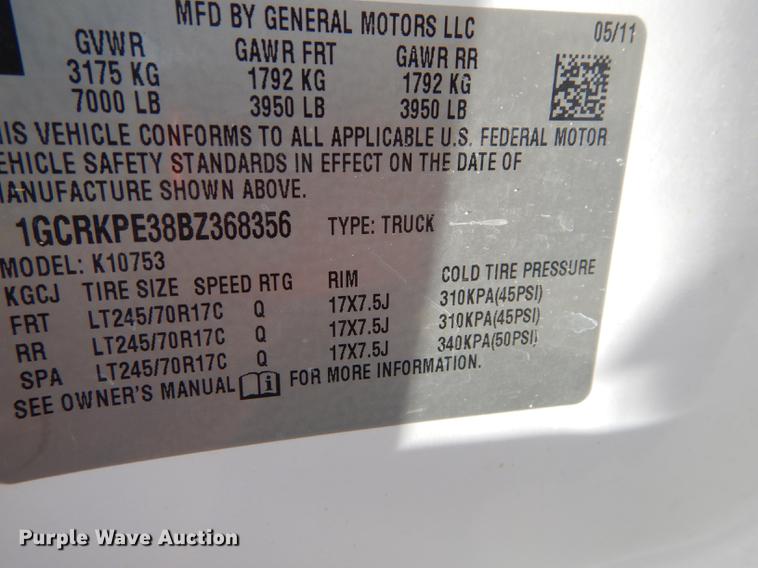 MFD BY GENERAL MOTORS LLC
05/11
GVWR GAWR FRT GAWR RR
3175 KG 1792 KG 1792 KG
7000 LB 3950 LB 3950 LB
HIS VEHICLE CONFORMS TO ALL APPLICABLE U.S. FEDERAL MOTOR
EHICLE SAFETY STANDARDS IN EFFECT ON THE DATE OF
MANUFACTURE SHOWN ABOVE.
1GCRKPE38BZ368356 TYPE: TRUCK
MODEL: K10753
KGCJ TIRE SIZE SPEED RTG RIM COLD TIRE PRESSURE
FRT LT245/70R17C Q 17X7.5J 310KPA(45PSI)
RR LT245/70R17C Q 17X7.5J 310KPA(45PSI)
SPA LT245/70R17C Q 17X7.5J 340KPA(50PSI)
SEE OWNER'S MANUAL FOR MORE INFORMATION.
Purple Wave Auction